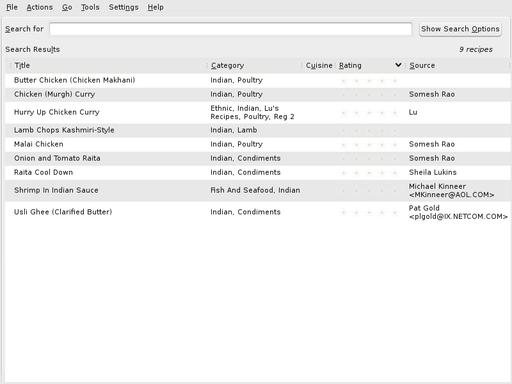 File Actions Go Tools Settings Help
Search for Show Search Options
Search Results 9 recipes
Title Category Cuisine Rating Source
Butter Chicken (Chicken Makhani) Indian, Poultry
Chicken (Murgh) Curry Indian, Poultry Somesh Rao
Hurry Up Chicken Curry Ethnic, Indian, Lu's Lu
Recipes, Poultry, Reg 2
Lamb Chops Kashmiri-Style Indian, Lamb
Malai Chicken Indian, Poultry Somesh Rao
Onion and Tomato Raita Indian, Condiments Somesh Rao
Raita Cool Down Indian, Condiments Sheila Lukins
Shrimp In Indian Sauce Fish And Seafood, Indian Michael Kinneer
<MKinneer@AOL.COM>
Usli Ghee (Clarified Butter) Indian, Condiments Pat Gold
<plgold@IX.NETCOM.COM>